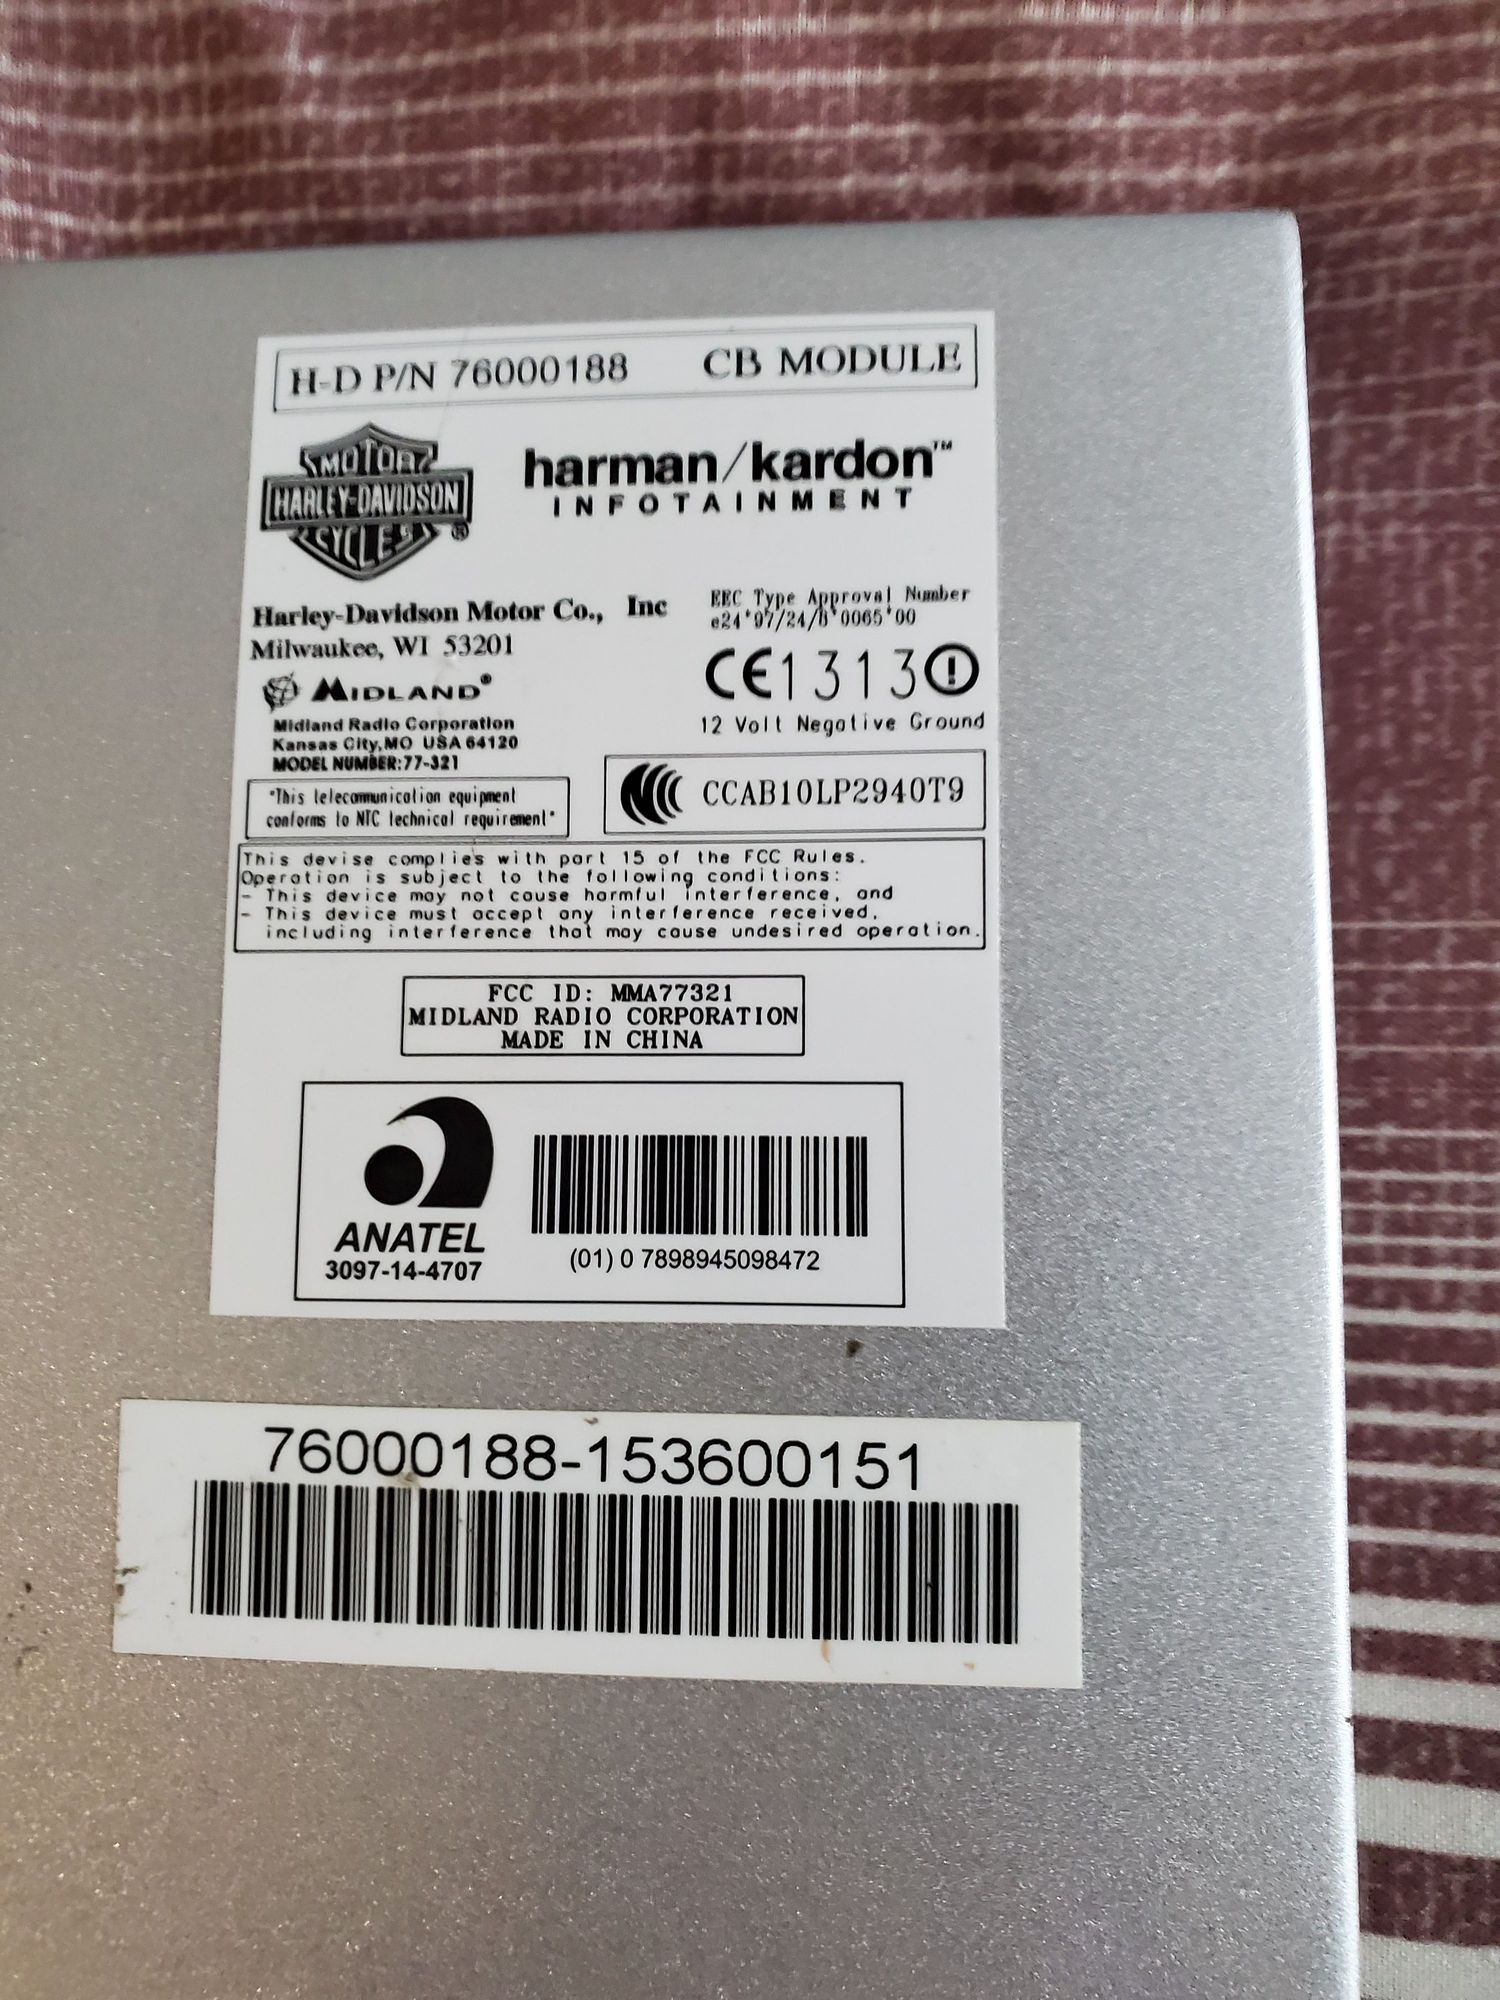 H-D P/N 76000188 CB MODULE
MOTOR
HARLEY-DAVIDSON
CYCLES ®
harman/kardon™
INFOTAINMENT
Harley-Davidson Motor Co., Inc
Milwaukee, WI 53201
EEC Type Approval Number
e24*97/24/8*0065*00
CE1313
12 Volt Negative Ground
MIDLAND®
Midland Radio Corporation
Kansas City,MO USA 64120
MODEL NUMBER:77-321
"This telecommunication equipment
conforms to NTC technical requirement"
CCAB10LP2940T9
This devise complies with part 15 of the FCC Rules.
Operation is subject to the following conditions:
- This device may not cause harmful interference, and
- This device must accept any interference received,
including interference that may cause undesired operation.
FCC ID: MMA77321
MIDLAND RADIO CORPORATION
MADE IN CHINA
ANATEL
3097-14-4707
(01) 0 7898945098472
76000188-153600151